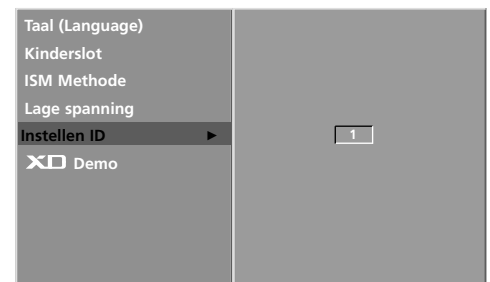 Taal (Language)
Kinderslot
ISM Methode
Lage spanning
Instellen ID ► 1
XD Demo